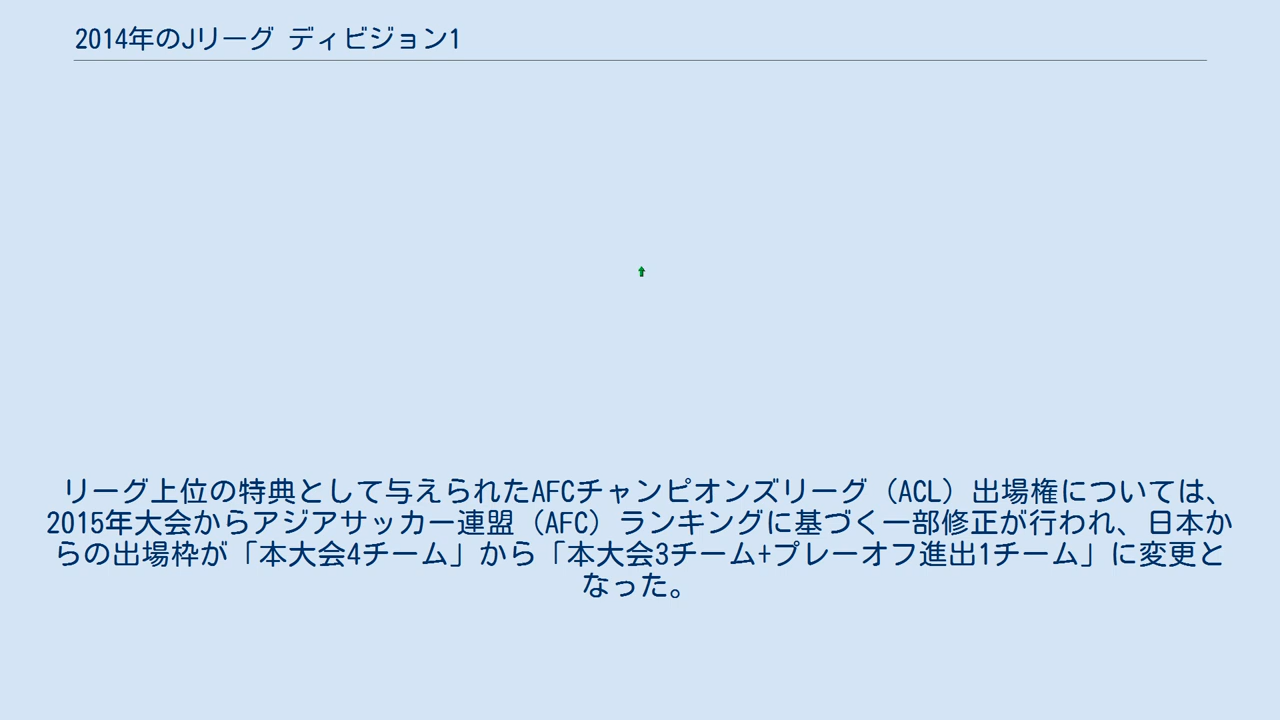 2014年のJリーグ ディビジョン1
リーグ上位の特典として与えられたAFCチャンピオンズリーグ（ACL）出場権については、
2015年大会からアジアサッカー連盟（AFC）ランキングに基づく一部修正が行われ、日本か
らの出場枠が「本大会4チーム」から「本大会3チーム+プレーオフ進出1チーム」に変更と
なった。